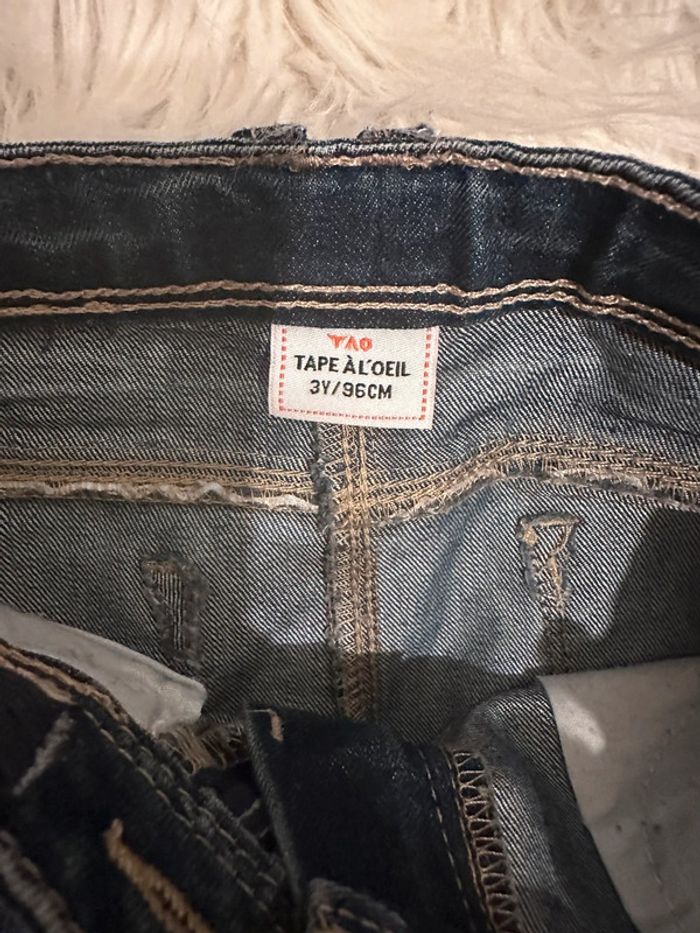 TAO
TAPE À L'OEIL
3Y/96CM